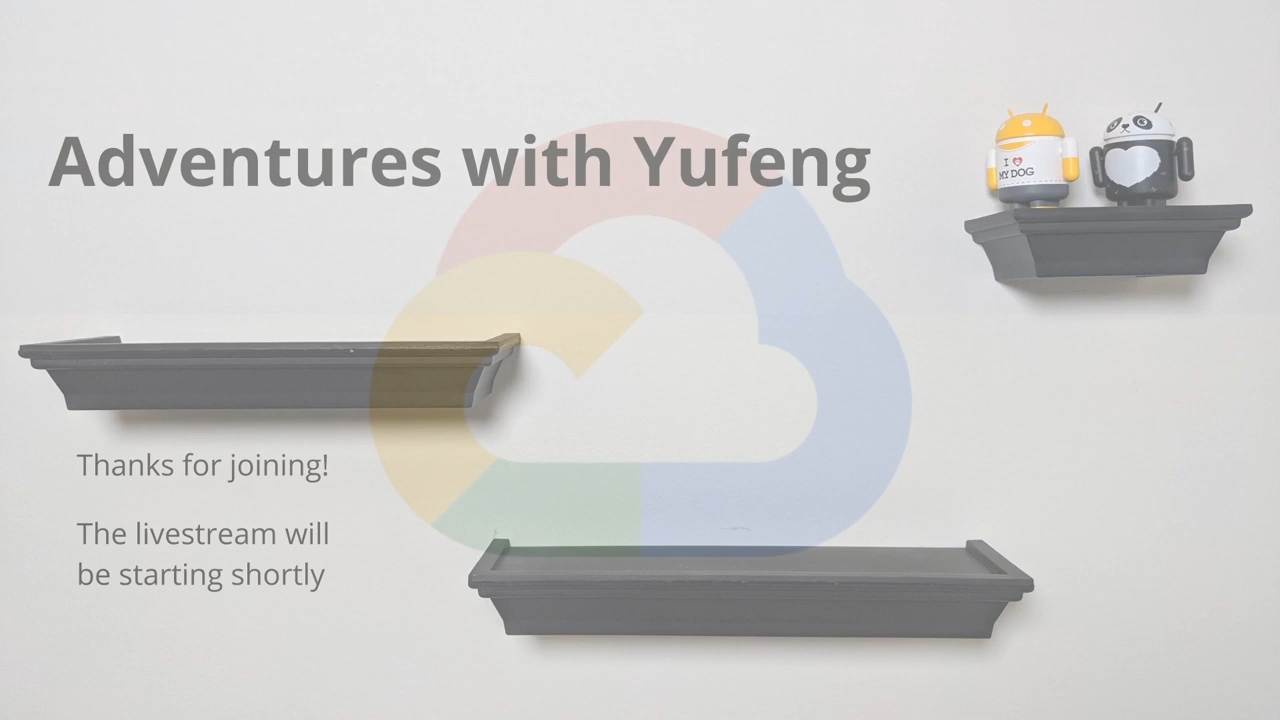 Adventures with Yufeng
I ❤
MY DOG
Thanks for joining!
The livestream will
be starting shortly